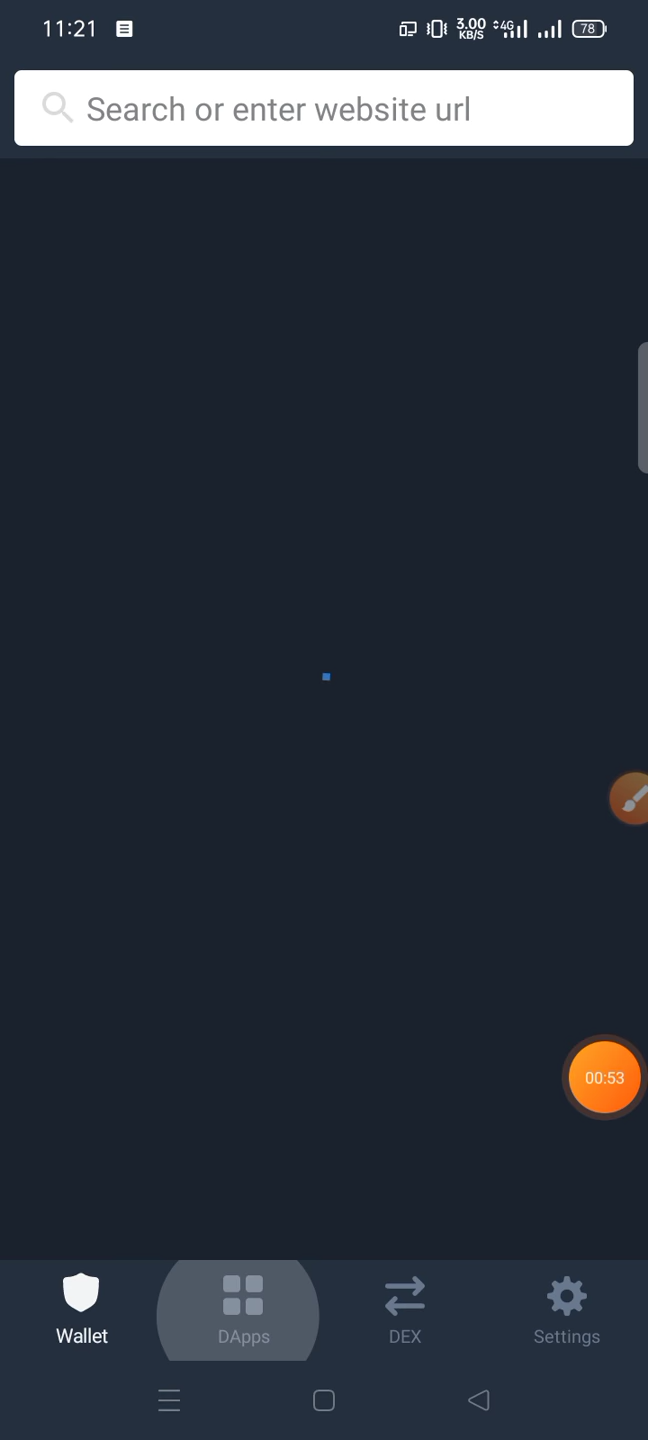 11:21
3.00
KB/S
4G
78
Search or enter website url
00:53
Wallet
DApps
DEX
Settings